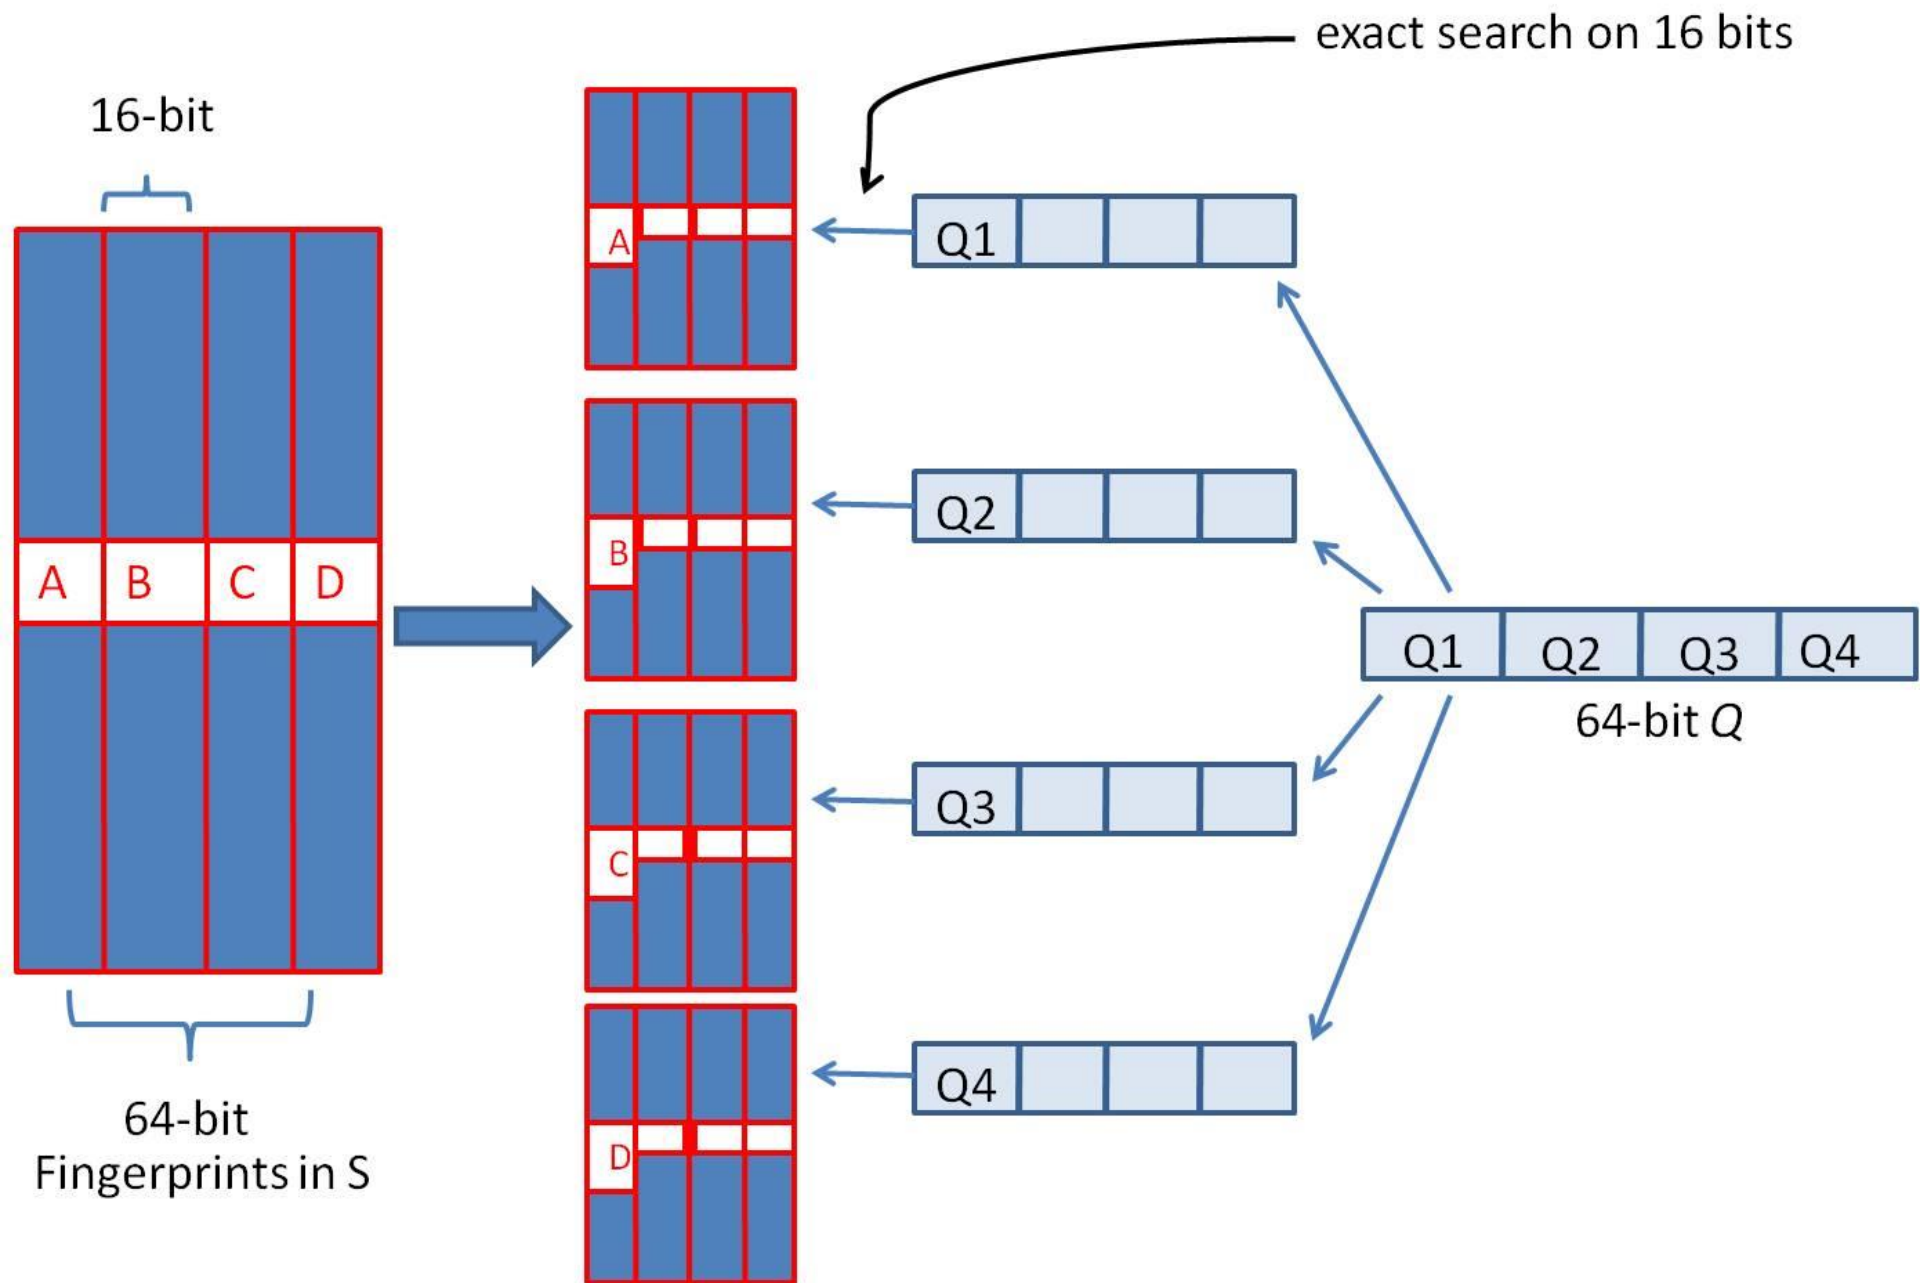 exact search on 16 bits
16-bit
A
Q1
B
Q2
A B C D
Q1 Q2 Q3 Q4
64-bit Q
C
Q3
D
Q4
64-bit
Fingerprints in S